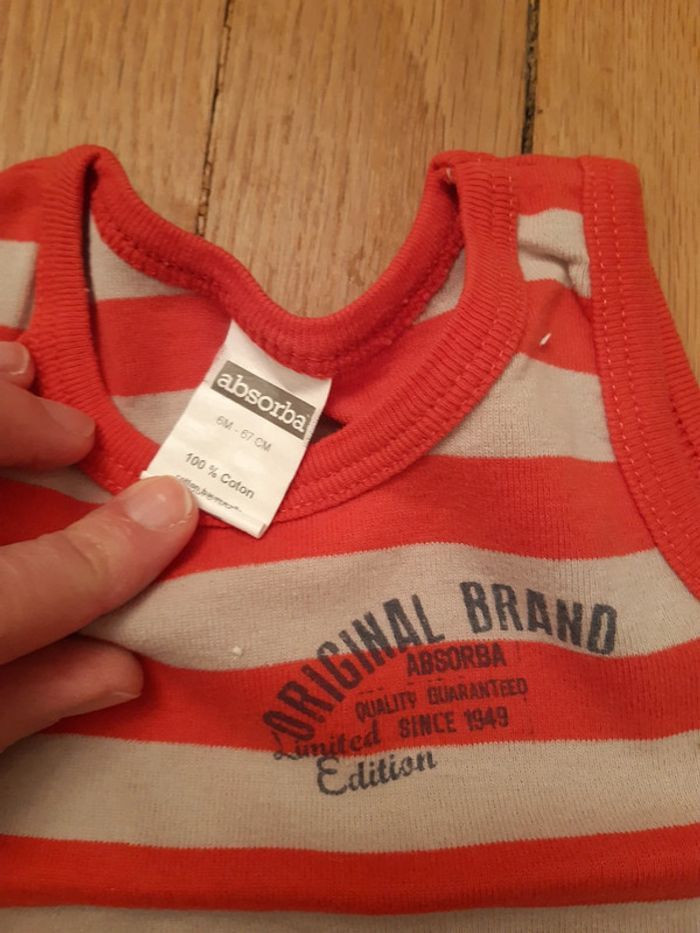 absorba
6M - 67 CM
100 % Coton
ORIGINAL BRAND
ABSORBA
QUALITY GUARANTEED
Limited SINCE 1949
Edition